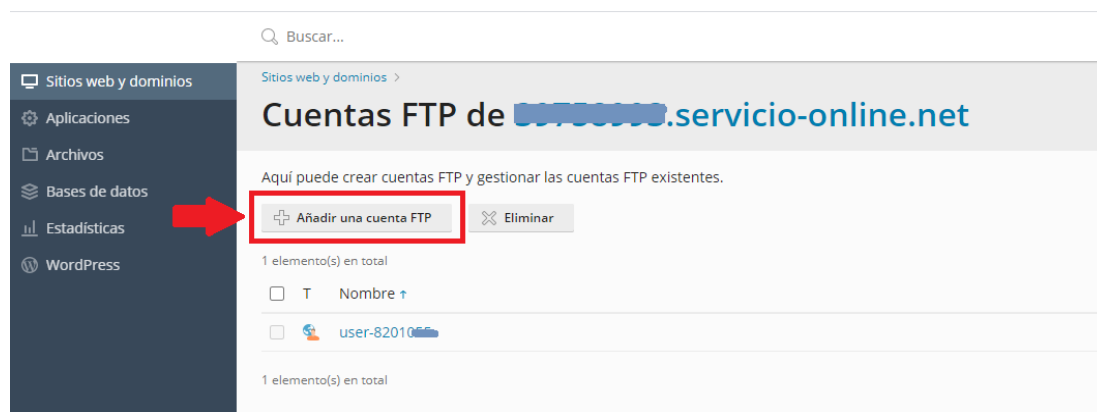 Buscar...
Sitios web y dominios
Aplicaciones
Archivos
Bases de datos
Estadísticas
WordPress
Sitios web y dominios >
Cuentas FTP de .servicio-online.net
Aquí puede crear cuentas FTP y gestionar las cuentas FTP existentes.
Añadir una cuenta FTP Eliminar
1 elemento(s) en total
T Nombre ↑
1 elemento(s) en total